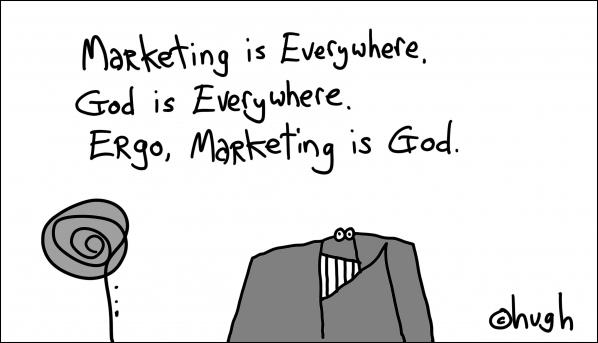 Marketing is Everywhere.
God is Everywhere.
Ergo, Marketing is God.
©hugh